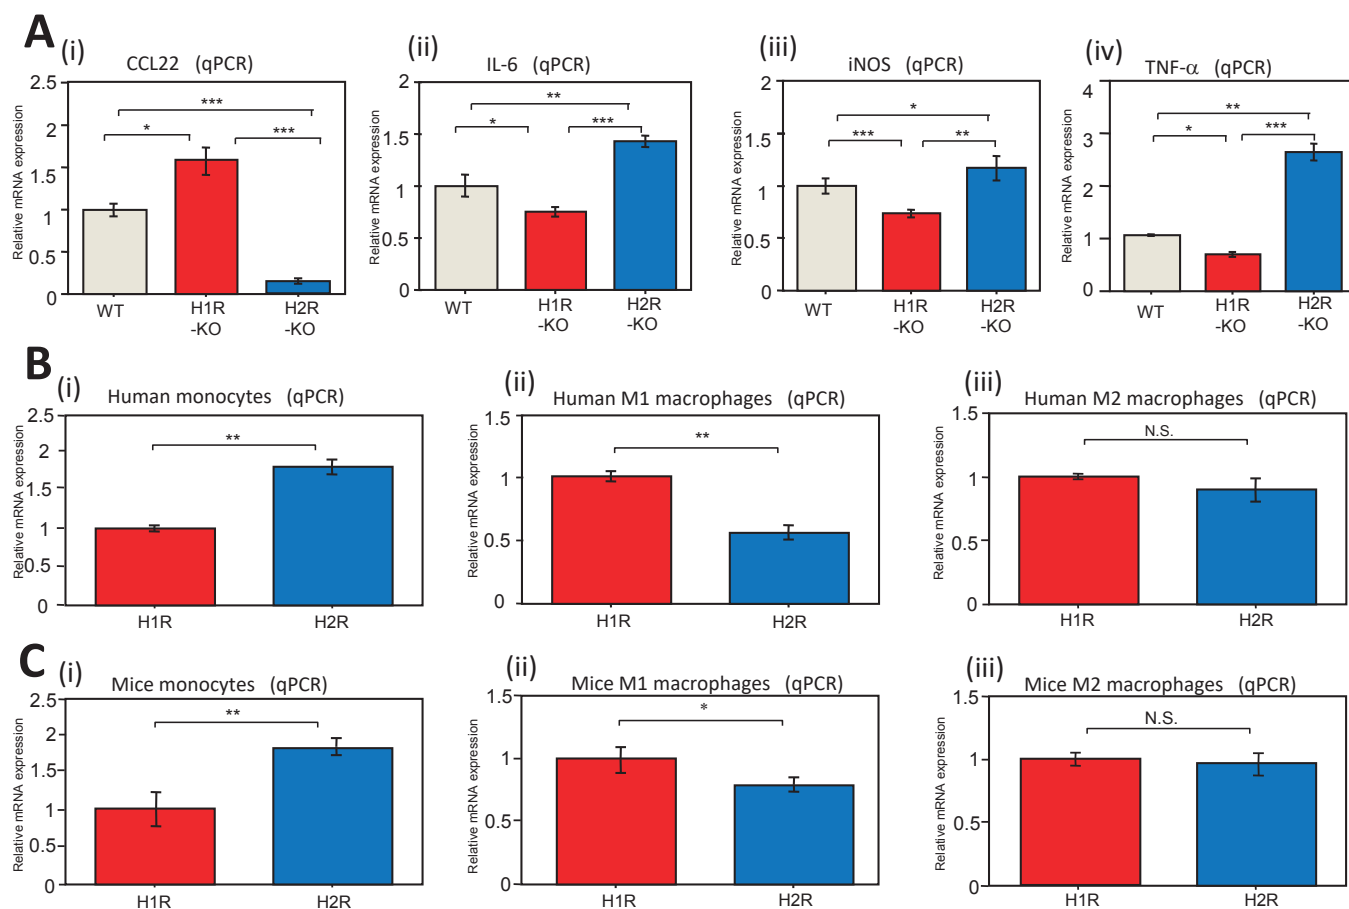 A
(i)
CCL22 (qPCR)
Relative mRNA expression
2.5
2
1.5
1
0.5
0
***
*
***
WT
H1R
-KO
H2R
-KO
(ii)
IL-6 (qPCR)
Relative mRNA expression
2
1.5
1
0.5
0
**
*
***
WT
H1R
-KO
H2R
-KO
(iii)
iNOS (qPCR)
Relative mRNA expression
2
1.5
1
0.5
0
*
***
**
WT
H1R
-KO
H2R
-KO
(iv)
TNF-α (qPCR)
Relative mRNA expression
4
3
2
1
0
**
*
***
WT
H1R
-KO
H2R
-KO
B
(i)
Human monocytes (qPCR)
Relative mRNA expression
2.5
2
1.5
1
0.5
0
**
H1R
H2R
(ii)
Human M1 macrophages (qPCR)
Relative mRNA expression
1.5
1
0.5
0
**
H1R
H2R
(iii)
Human M2 macrophages (qPCR)
Relative mRNA expression
1.5
1
0.5
0
N.S.
H1R
H2R
C
(i)
Mice monocytes (qPCR)
Relative mRNA expression
2.5
2
1.5
1
0.5
0
**
H1R
H2R
(ii)
Mice M1 macrophages (qPCR)
Relative mRNA expression
1.5
1
0.5
0
*
H1R
H2R
(iii)
Mice M2 macrophages (qPCR)
Relative mRNA expression
1.5
1
0.5
0
N.S.
H1R
H2R